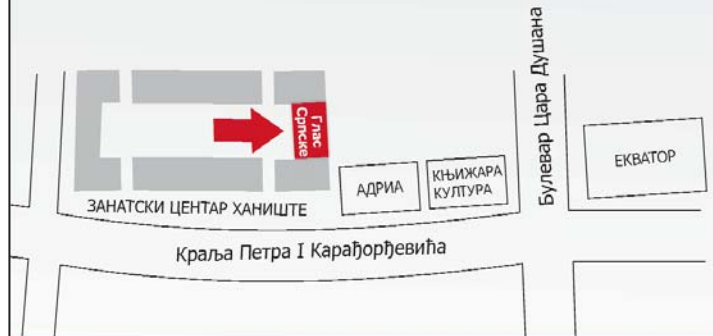 Булевар Цара Душана
Глас
Српске
ЕКВАТОР
АДРИА
КЊИЖАРА
КУЛТУРА
ЗАНАТСКИ ЦЕНТАР ХАНИШТЕ
Краља Петра I Карађорђевића